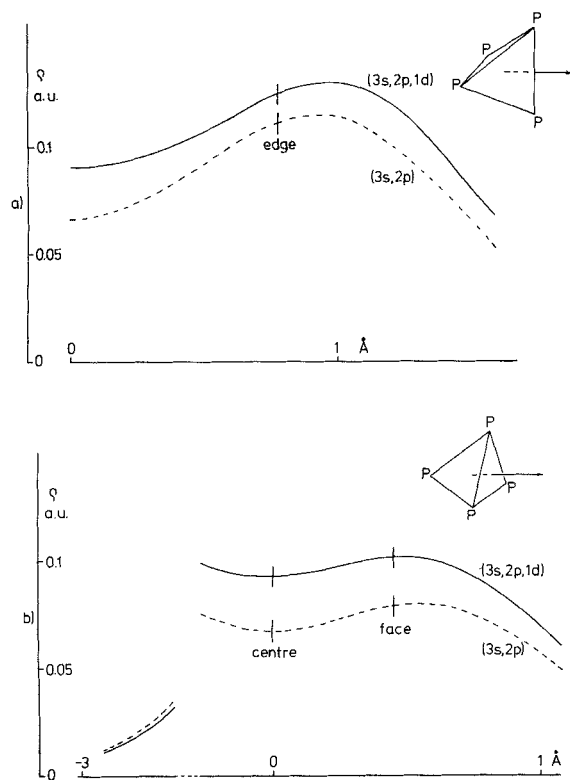 P
P
P
P
ρ
a.u.
(3s,2p,1d)
0.1
edge
(3s,2p)
a)
0.05
0
0
1
Å
P
P
P
P
ρ
a.u.
0.1
(3s,2p,1d)
b)
face
centre
(3s,2p)
0.05
0
-3
0
1
Å